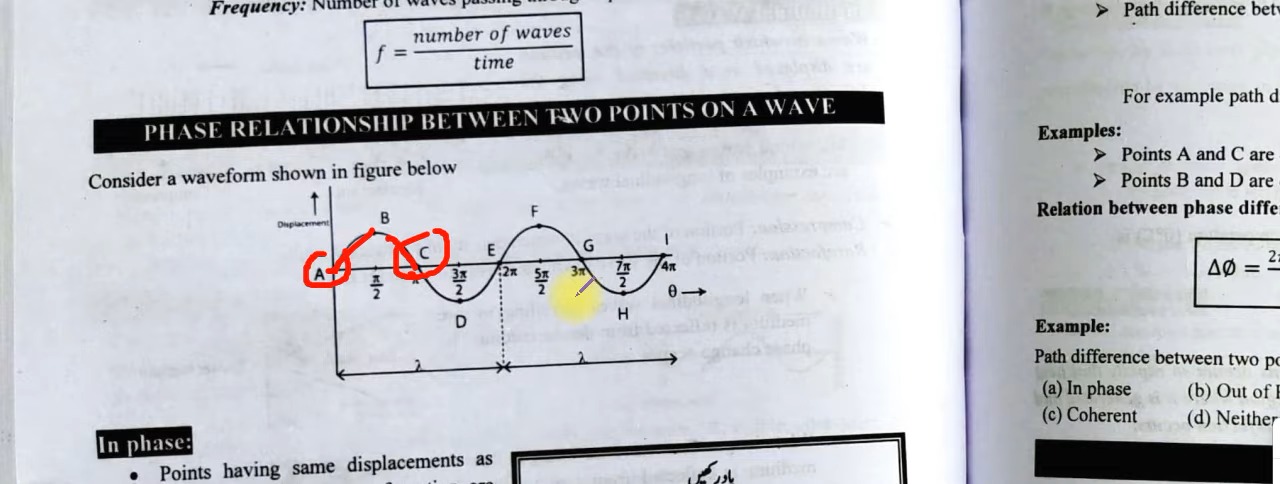 Frequency: Number of waves passing
f = number of waves / time
PHASE RELATIONSHIP BETWEEN TWO POINTS ON A WAVE
Consider a waveform shown in figure below
Displacement
A B C D E F G H I
π/2 π 3π/2 2π 5π/2 3π 7π/2 4π
θ
λ λ
In phase:
• Points having same displacements as
یاد رکھیں
➢ Path difference
For example path
Examples:
➢ Points A and C are
➢ Points B and D are
Relation between phase
ΔØ =
Example:
Path difference between two
(a) In phase (b) Out of
(c) Coherent (d) Neither